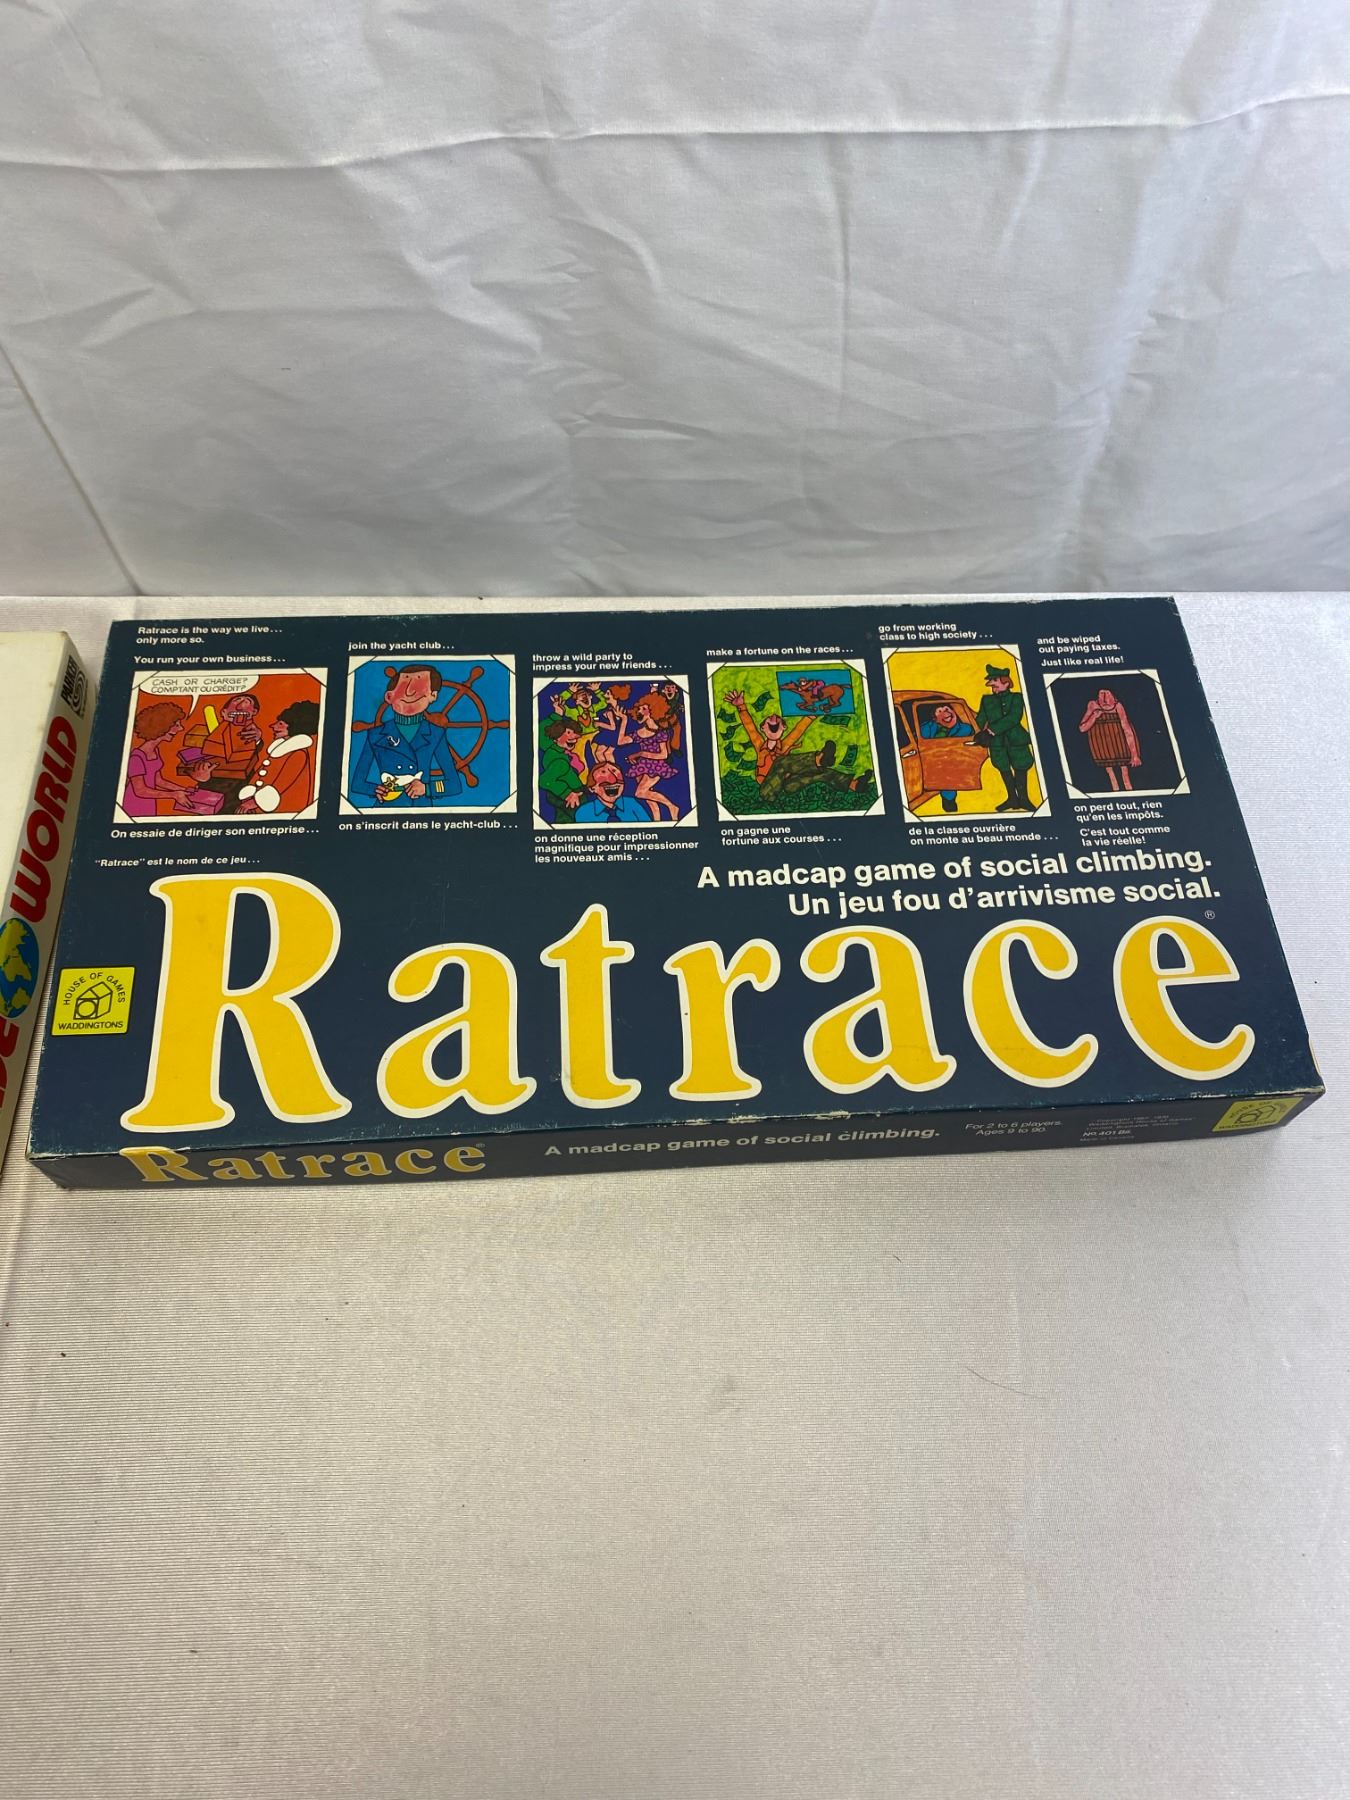 Ratrace is the way we live...
only more so.
You run your own business...
CASH OR CHARGE?
COMPTANT OU CRÉDIT?
On essaie de diriger son entreprise...
join the yacht club...
on s'inscrit dans le yacht-club...
throw a wild party to
impress your new friends...
on donne une réception
magnifique pour impressionner
les nouveaux amis...
make a fortune on the races...
on gagne une
fortune aux courses...
go from working
class to high society...
de la classe ouvrière
on monte au beau monde...
and be wiped
out paying taxes.
Just like real life!
on perd tout, rien
qu'en les impôts.
C'est tout comme
la vie réelle!
"Ratrace" est le nom de ce jeu...
A madcap game of social climbing.
Un jeu fou d'arrivisme social.
Ratrace®
HOUSE OF GAMES
WADDINGTONS
Ratrace®
A madcap game of social climbing.
For 2 to 6 players.
Ages 9 to 90.
HOUSE OF GAMES
WADDINGTONS
PARKER
WORLD